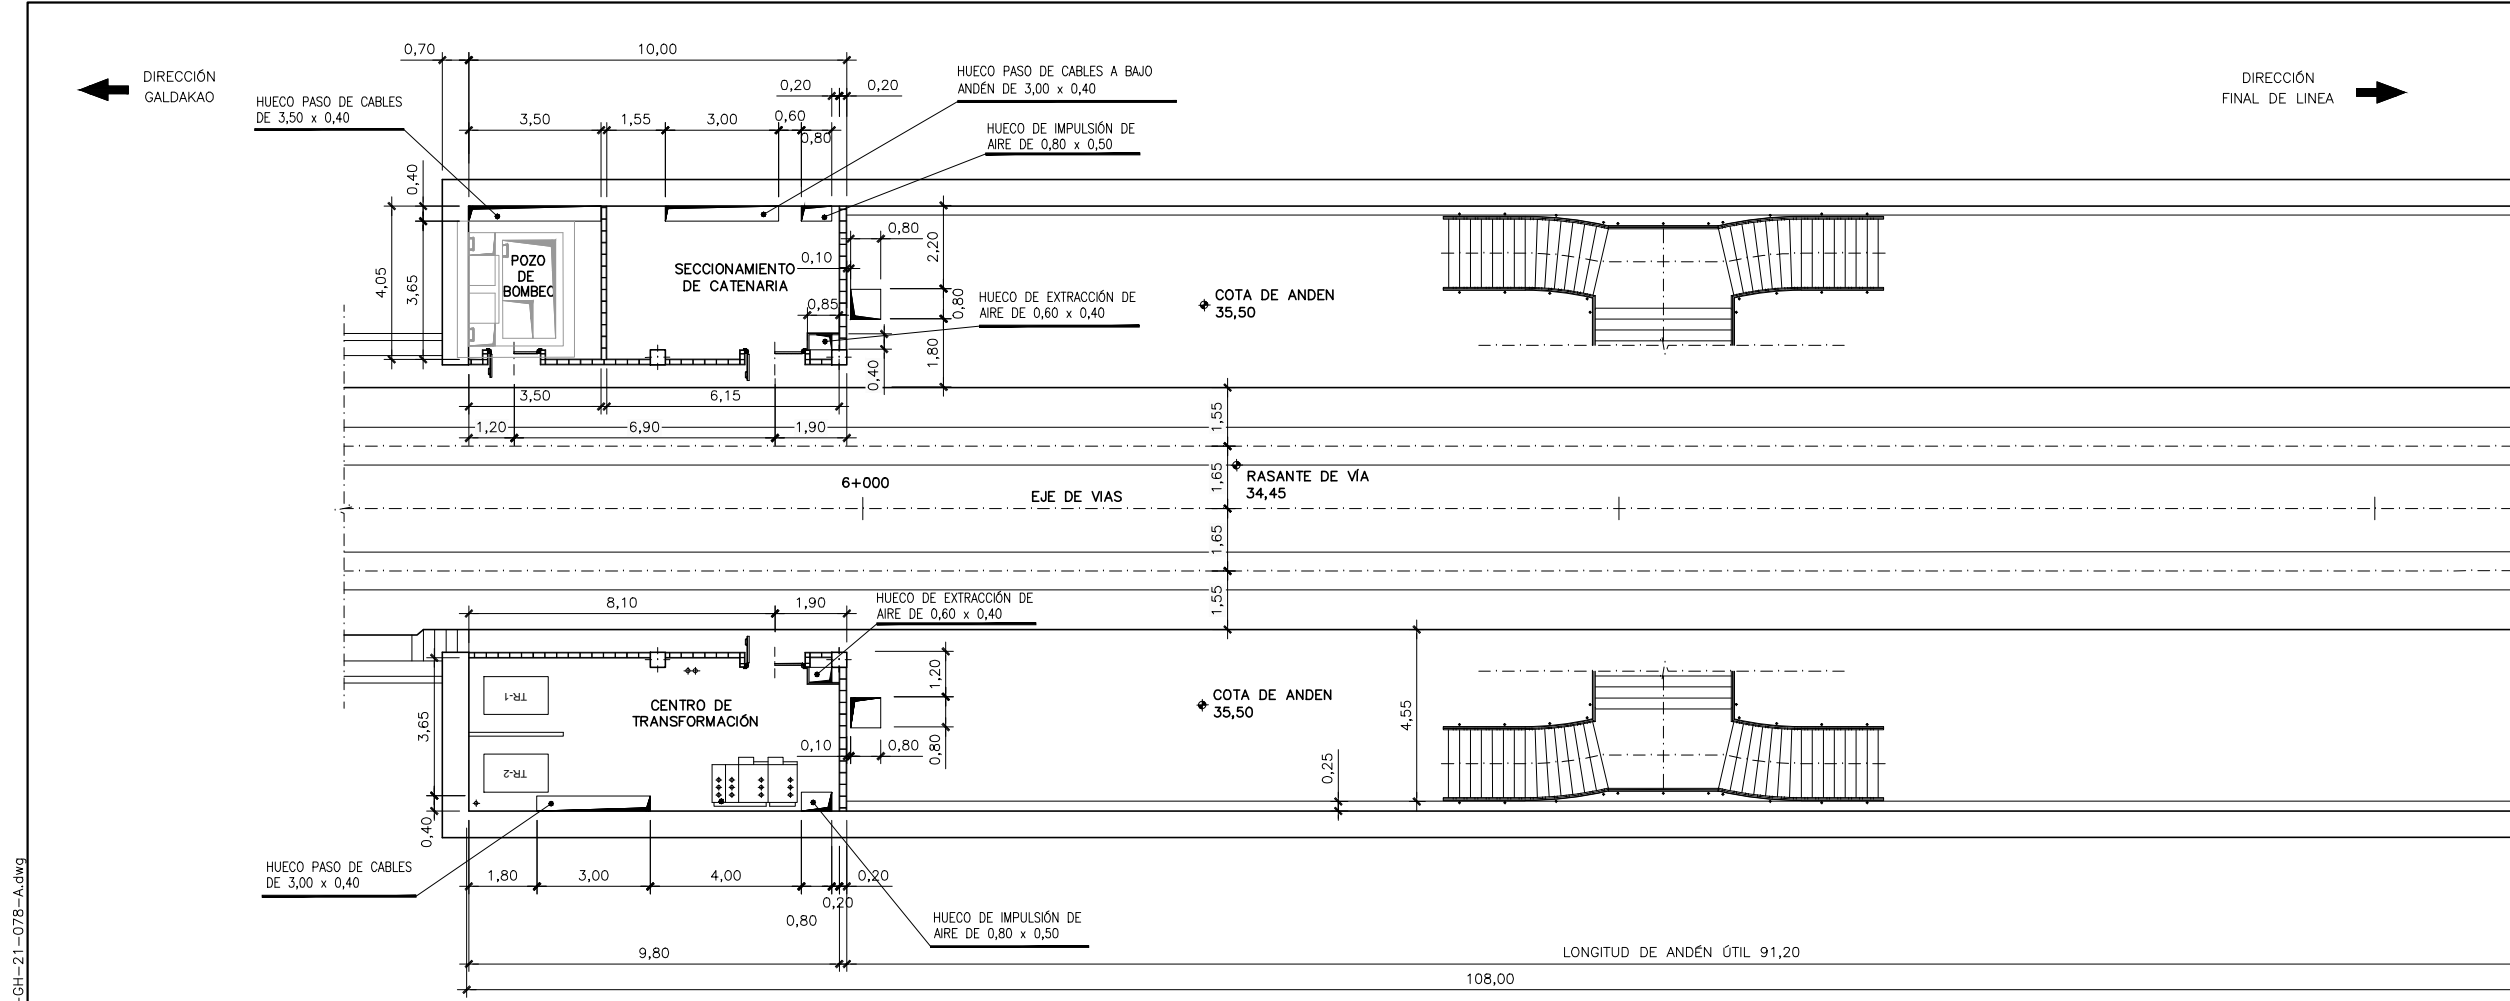 0,70
10,00
DIRECCIÓN
GALDAKAO
HUECO PASO DE CABLES
DE 3,50 x 0,40
HUECO PASO DE CABLES A BAJO
ANDÉN DE 3,00 x 0,40
DIRECCIÓN
FINAL DE LINEA
0,20
0,20
3,50
1,55
3,00
0,60
0,80
HUECO DE IMPULSIÓN DE
AIRE DE 0,80 x 0,50
0,40
4,05
3,65
POZO
DE
BOMBEO
SECCIONAMIENTO
DE CATENARIA
0,10
0,80
2,20
0,85
0,80
HUECO DE EXTRACCIÓN DE
AIRE DE 0,60 x 0,40
COTA DE ANDEN
35,50
1,80
0,40
3,50
6,15
1,20
6,90
1,90
1,55
1,65
RASANTE DE VÍA
34,45
6+000
EJE DE VIAS
1,65
1,55
8,10
1,90
HUECO DE EXTRACCIÓN DE
AIRE DE 0,60 x 0,40
1,20
TR-1
CENTRO DE
TRANSFORMACIÓN
COTA DE ANDEN
35,50
3,65
4,55
0,10
0,80
0,80
TR-2
0,25
0,40
HUECO PASO DE CABLES
DE 3,00 x 0,40
1,80
3,00
4,00
0,20
0,20
0,80
HUECO DE IMPULSIÓN DE
AIRE DE 0,80 x 0,50
9,80
LONGITUD DE ANDÉN ÚTIL 91,20
108,00
-GH-21-078-A.dwg